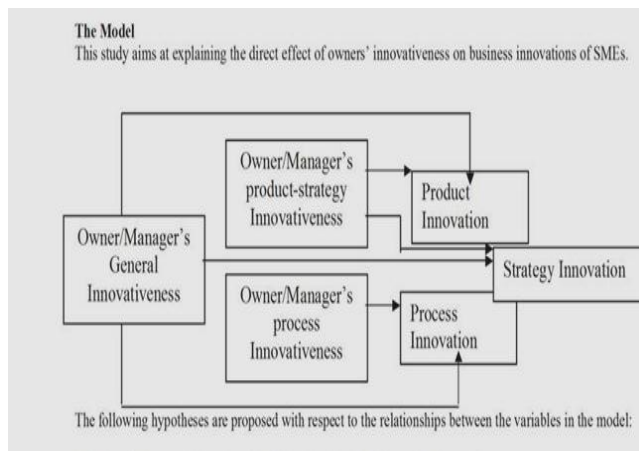 The Model
This study aims at explaining the direct effect of owners' innovativeness on business innovations of SMEs.
Owner/Manager's
product-strategy
Innovativeness
Product
Innovation
Owner/Manager's
General
Innovativeness
Strategy Innovation
Owner/Manager's
process
Innovativeness
Process
Innovation
The following hypotheses are proposed with respect to the relationships between the variables in the model: